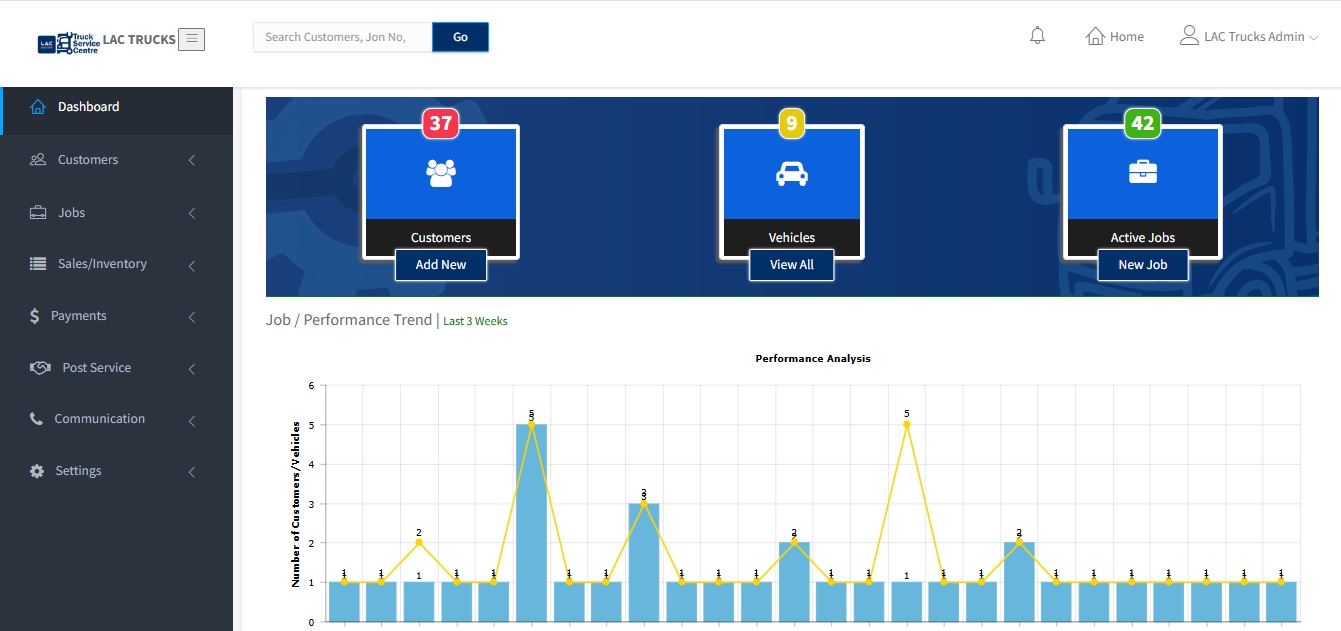 LAC
Truck
Service
Centre
LAC TRUCKS
Search Customers, Jon No,
Go
Home
LAC Trucks Admin
Dashboard
Customers
Jobs
Sales/Inventory
Payments
Post Service
Communication
Settings
37
Customers
Add New
9
Vehicles
View All
42
Active Jobs
New Job
Job / Performance Trend | Last 3 Weeks
Performance Analysis
Number of Customers/Vehicles
6
5
4
3
2
1
0
1 1 2 1 1 5 1 1 3 1 1 1 2 1 1 5 1 1 2 1 1 1 1 1 1 1
1 1 1 1 1 5 1 1 3 1 1 1 2 1 1 1 1 1 2 1 1 1 1 1 1 1